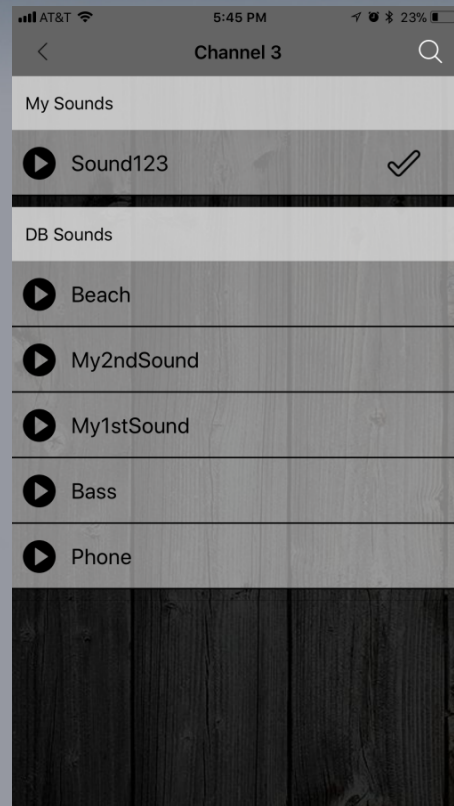 AT&T 5:45 PM 23%
Channel 3
My Sounds
Sound123
DB Sounds
Beach
My2ndSound
My1stSound
Bass
Phone